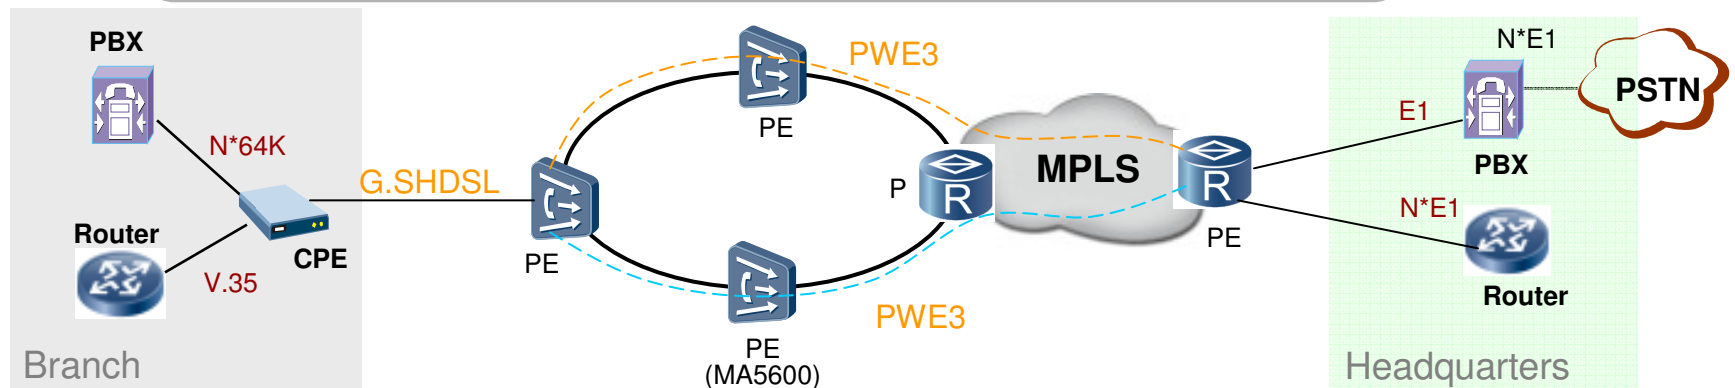 PBX
N*64K
Router
V.35
CPE
Branch
G.SHDSL
PE
PE
PWE3
P
R
MPLS
R
PE
PE
(MA5600)
PWE3
N*E1
PSTN
E1
PBX
N*E1
Router
Headquarters